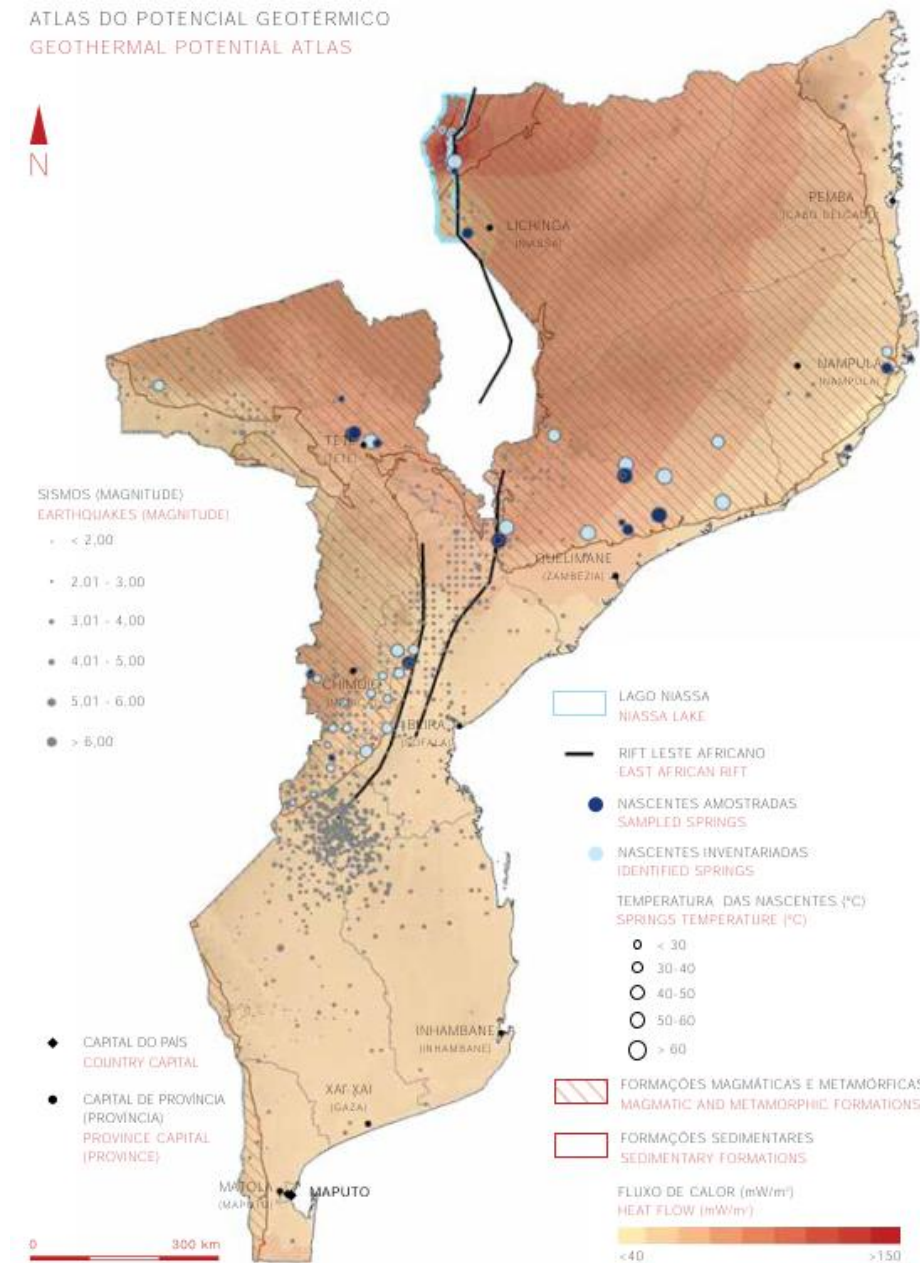 ATLAS DO POTENCIAL GEOTÉRMICO
GEOTHERMAL POTENTIAL ATLAS
N
PEMBA
(CABO DELGADO)
LICHINGA
(NIASSA)
NAMPULA
(NAMPULA)
TETE
(TETE)
SISMOS (MAGNITUDE)
EARTHQUAKES (MAGNITUDE)
< 2,00
2.01 - 3,00
3.01 - 4,00
4.01 - 5,00
5,01 - 6,00
> 6,00
QUELIMANE
(ZAMBÉZIA)
CHIMOIO
BEIRA
(SOFALA)
LAGO NIASSA
NIASSA LAKE
RIFT LESTE AFRICANO
EAST AFRICAN RIFT
NASCENTES AMOSTRADAS
SAMPLED SPRINGS
NASCENTES INVENTARIADAS
IDENTIFIED SPRINGS
TEMPERATURA DAS NASCENTES (°C)
SPRINGS TEMPERATURE (°C)
< 30
30-40
40-50
50-60
> 60
INHAMBANE
(INHAMBANE)
CAPITAL DO PAÍS
COUNTRY CAPITAL
XAI-XAI
(GAZA)
CAPITAL DE PROVÍNCIA
(PROVÍNCIA)
PROVINCE CAPITAL
(PROVINCE)
FORMAÇÕES MAGMÁTICAS E METAMÓRFICAS
MAGMATIC AND METAMORPHIC FORMATIONS
FORMAÇÕES SEDIMENTARES
SEDIMENTARY FORMATIONS
MATOLA
(MAPUTO)
MAPUTO
FLUXO DE CALOR (mW/m²)
HEAT FLOW (mW/m²)
0 300 km
<40 >150